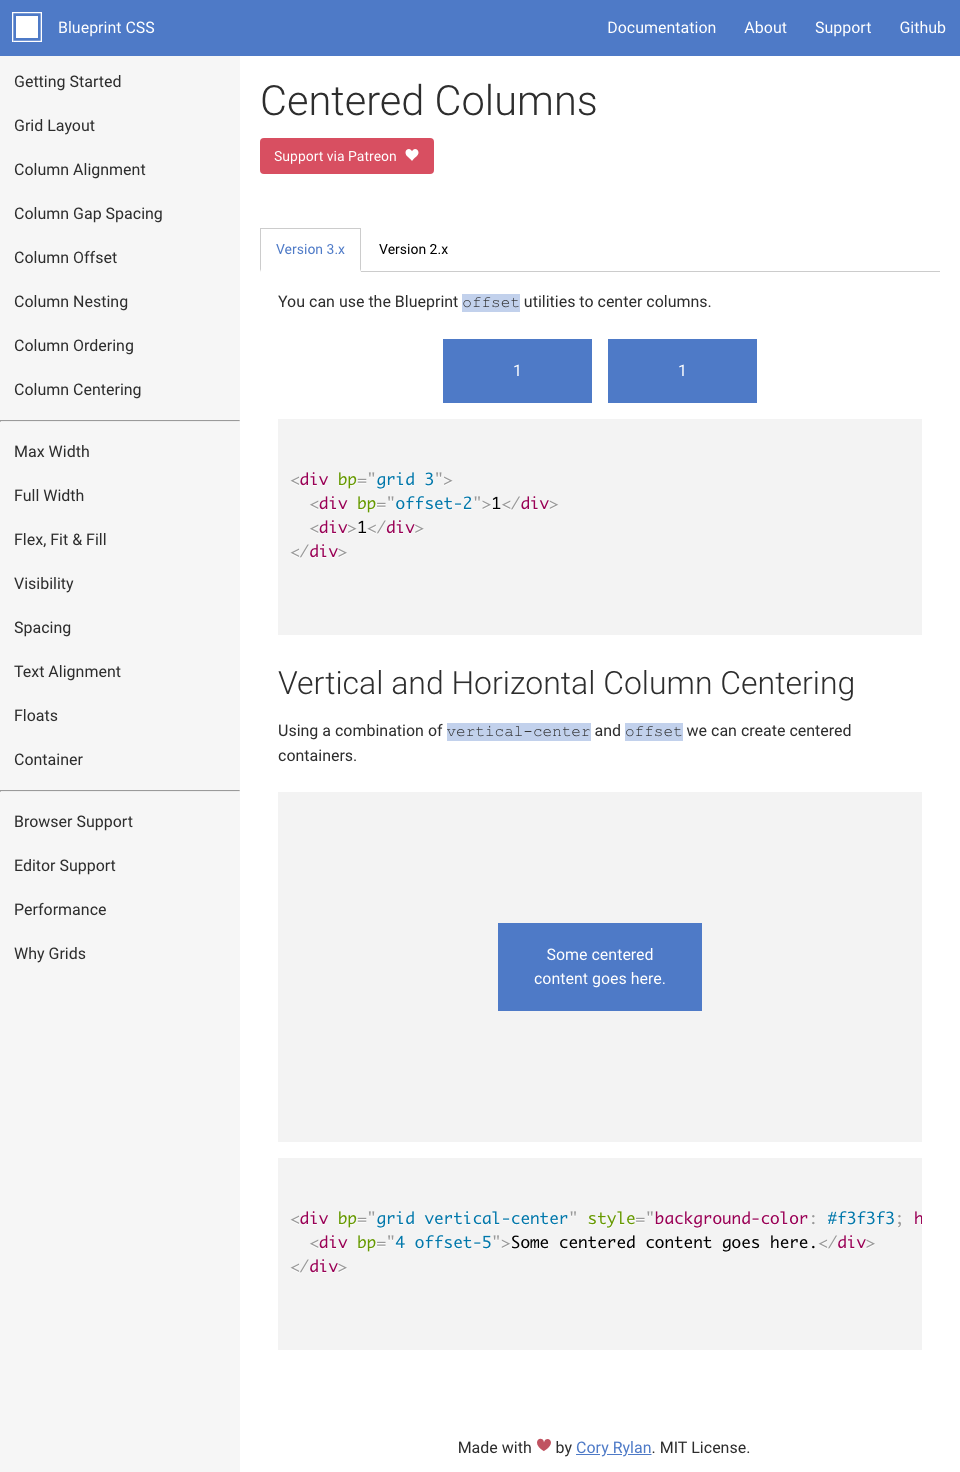 Blueprint CSS
Documentation
About
Support
Github
Getting Started
Grid Layout
Column Alignment
Column Gap Spacing
Column Offset
Column Nesting
Column Ordering
Column Centering
Max Width
Full Width
Flex, Fit & Fill
Visibility
Spacing
Text Alignment
Floats
Container
Browser Support
Editor Support
Performance
Why Grids
Centered Columns
Support via Patreon
Version 3.x
Version 2.x
You can use the Blueprint offset utilities to center columns.
1
1
<div bp="grid 3">
  <div bp="offset-2">1</div>
  <div>1</div>
</div>
Vertical and Horizontal Column Centering
Using a combination of vertical-center and offset we can create centered
containers.
Some centered
content goes here.
<div bp="grid vertical-center" style="background-color: #f3f3f3; h
  <div bp="4 offset-5">Some centered content goes here.</div>
</div>
Made with ♥ by Cory Rylan. MIT License.